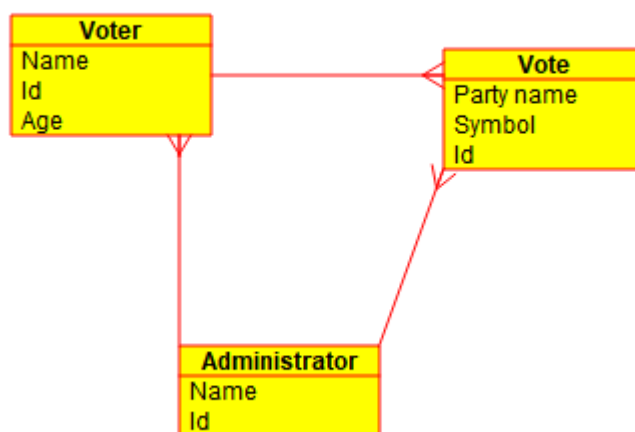 Voter
Name
Id
Age
Vote
Party name
Symbol
Id
Administrator
Name
Id